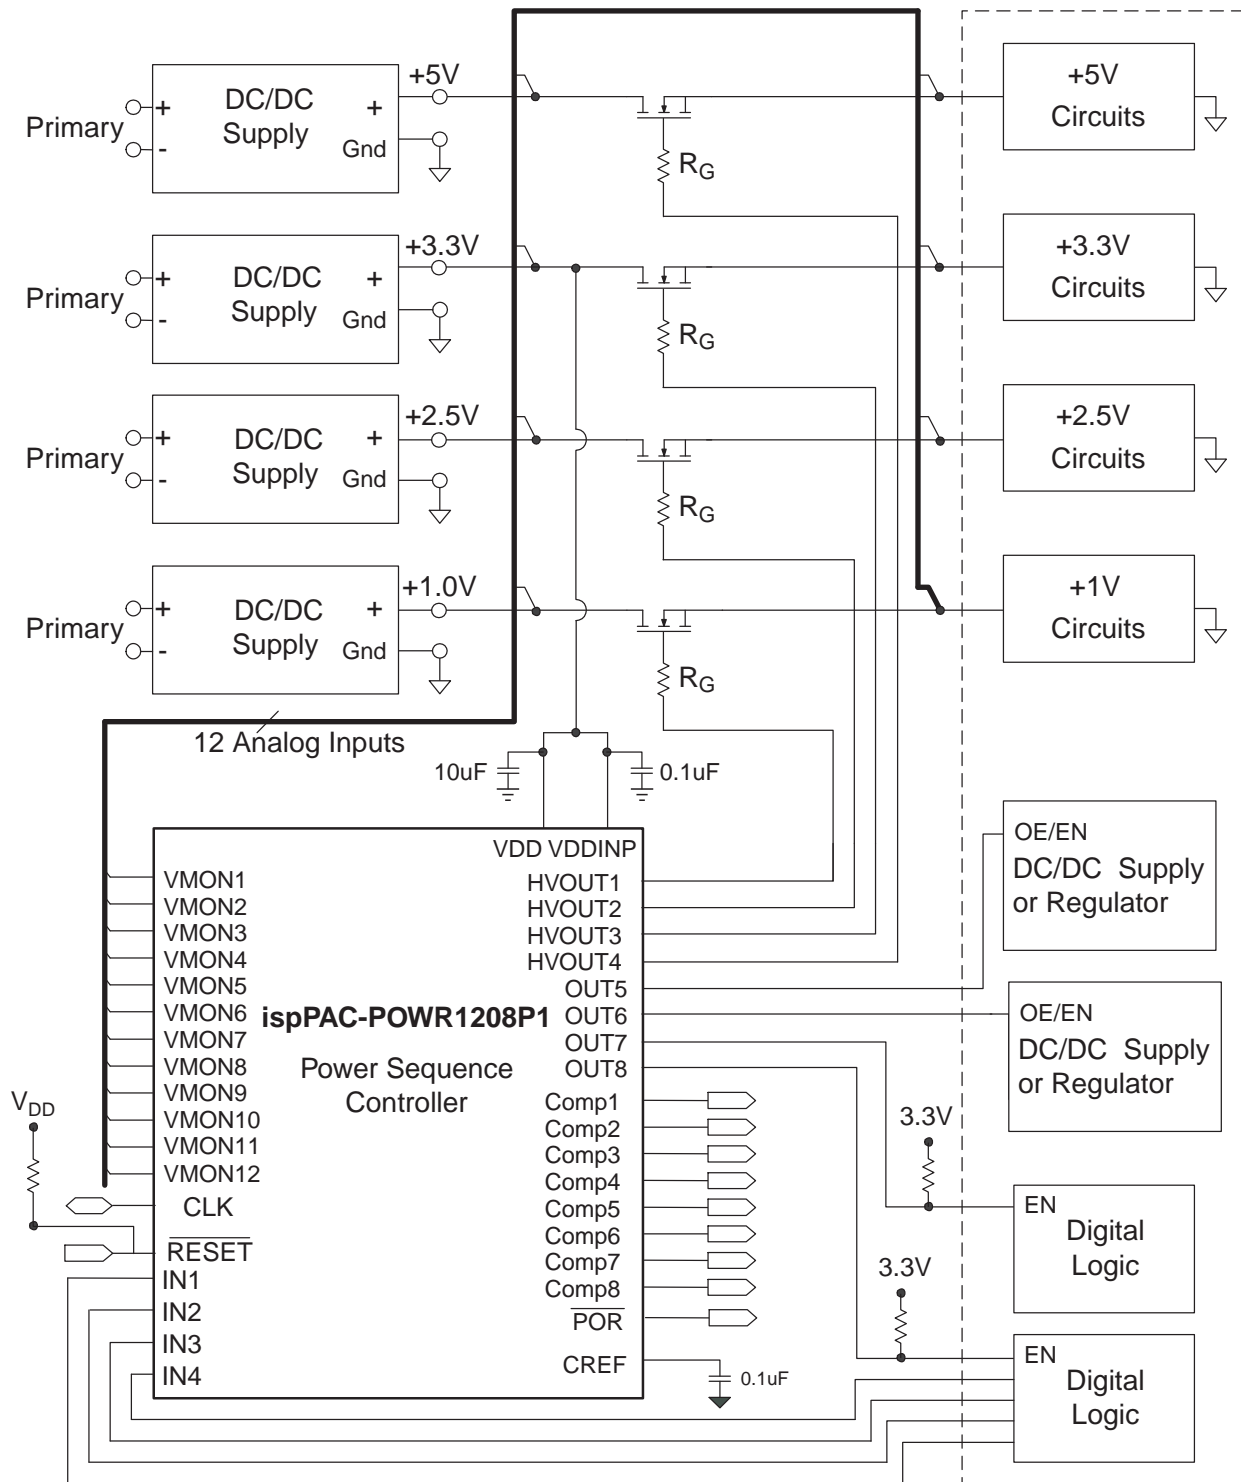 +5V
DC/DC
Supply
Primary
+
-
+
Gnd
RG
+5V
Circuits
+3.3V
DC/DC
Supply
Primary
+
-
+
Gnd
RG
+3.3V
Circuits
+2.5V
DC/DC
Supply
Primary
+
-
+
Gnd
RG
+2.5V
Circuits
+1.0V
DC/DC
Supply
Primary
+
-
+
Gnd
RG
+1V
Circuits
12 Analog Inputs
10uF
0.1uF
VDD VDDINP
VMON1
VMON2
VMON3
VMON4
VMON5
VMON6
VMON7
VMON8
VMON9
VMON10
VMON11
VMON12
CLK
RESET
IN1
IN2
IN3
IN4
VDD
ispPAC-POWR1208P1
Power Sequence
Controller
HVOUT1
HVOUT2
HVOUT3
HVOUT4
OUT5
OUT6
OUT7
OUT8
Comp1
Comp2
Comp3
Comp4
Comp5
Comp6
Comp7
Comp8
POR
CREF
0.1uF
OE/EN
DC/DC Supply
or Regulator
OE/EN
DC/DC Supply
or Regulator
3.3V
EN
Digital
Logic
3.3V
EN
Digital
Logic